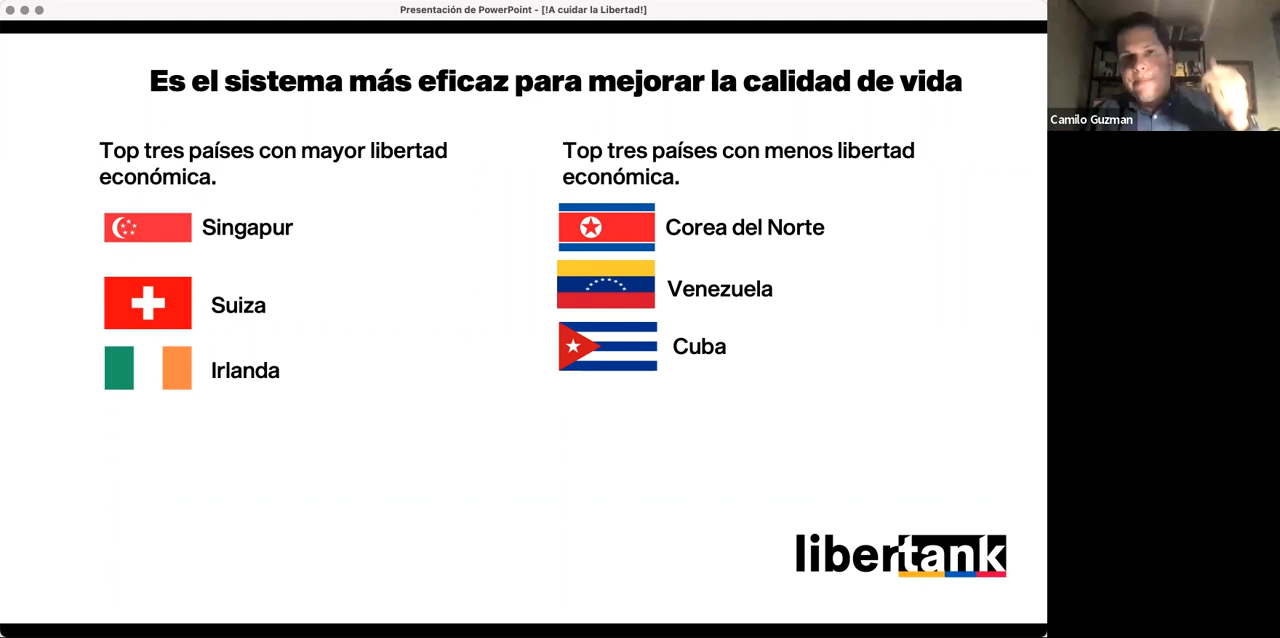 Presentación de PowerPoint - [!A cuidar la Libertad!]
Es el sistema más eficaz para mejorar la calidad de vida
Top tres países con mayor libertad
económica.
Singapur
Suiza
Irlanda
Top tres países con menos libertad
económica.
Corea del Norte
Venezuela
Cuba
libertank
Camilo Guzman